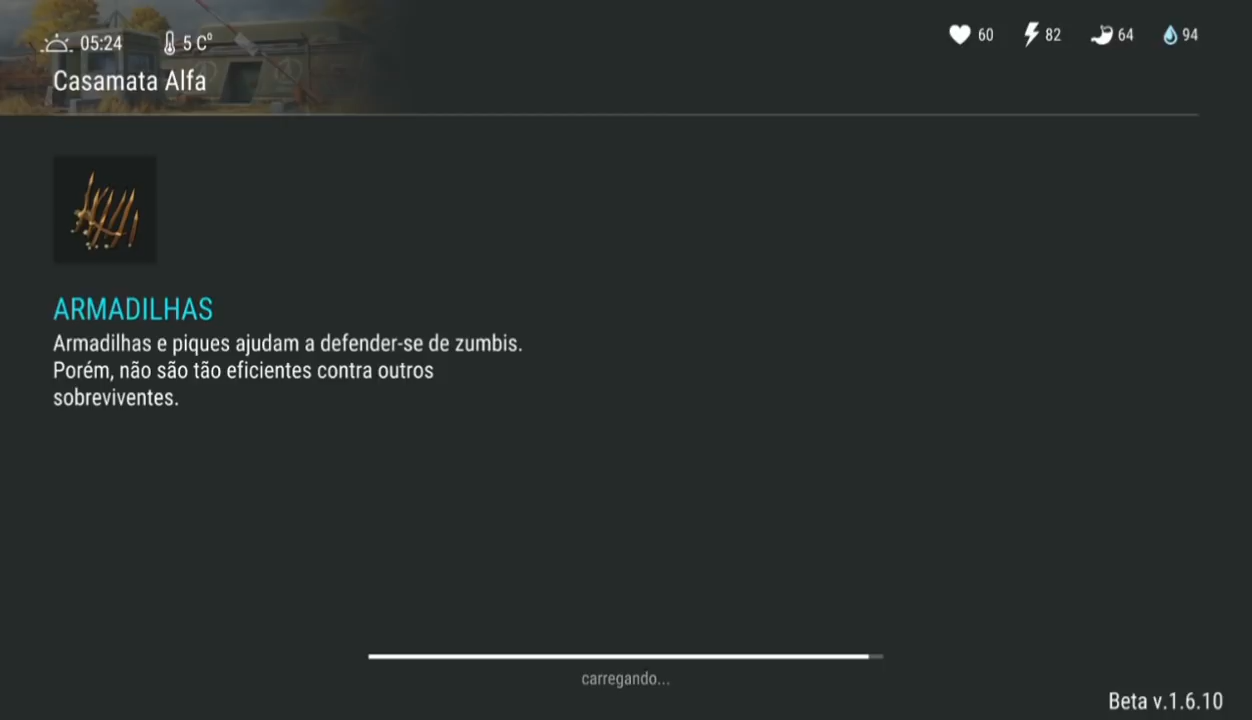 05:24 5 Cº
60 82 64 94
Casamata Alfa
ARMADILHAS
Armadilhas e piques ajudam a defender-se de zumbis.
Porém, não são tão eficientes contra outros
sobreviventes.
carregando...
Beta v.1.6.10